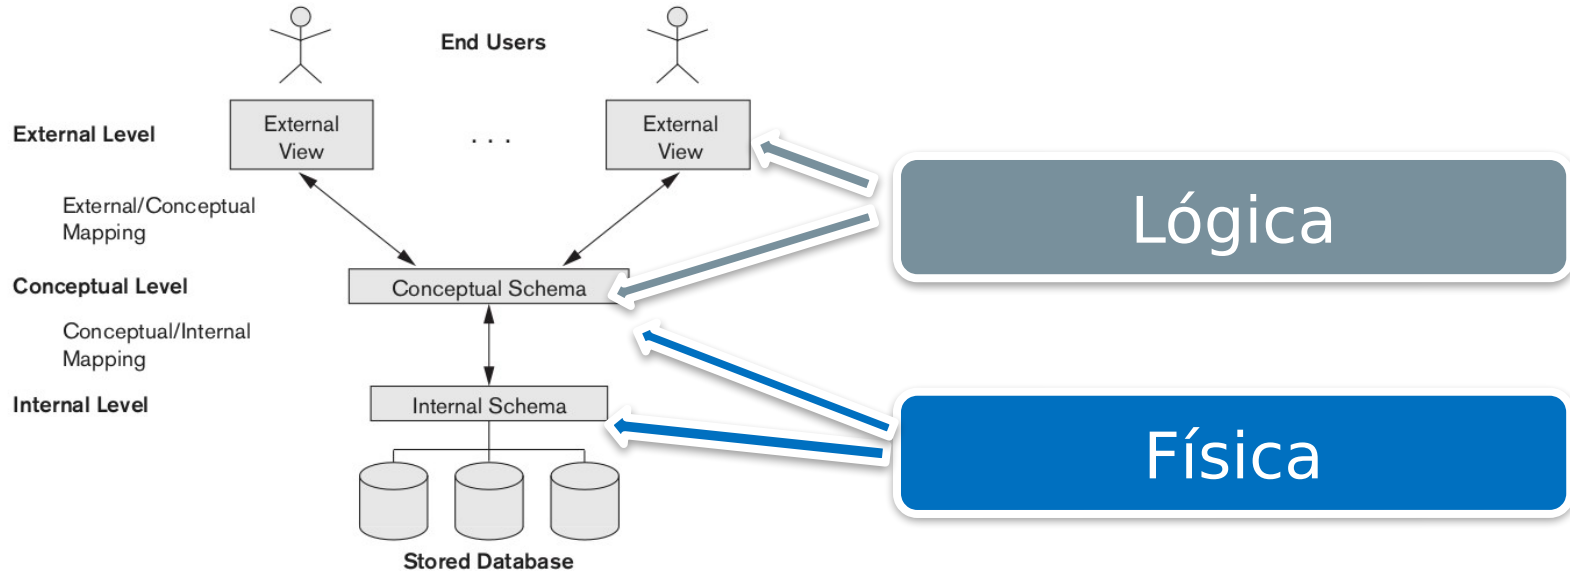 End Users
External Level
External
View
. . .
External
View
Lógica
External/Conceptual
Mapping
Conceptual Level
Conceptual Schema
Conceptual/Internal
Mapping
Internal Level
Internal Schema
Física
Stored Database